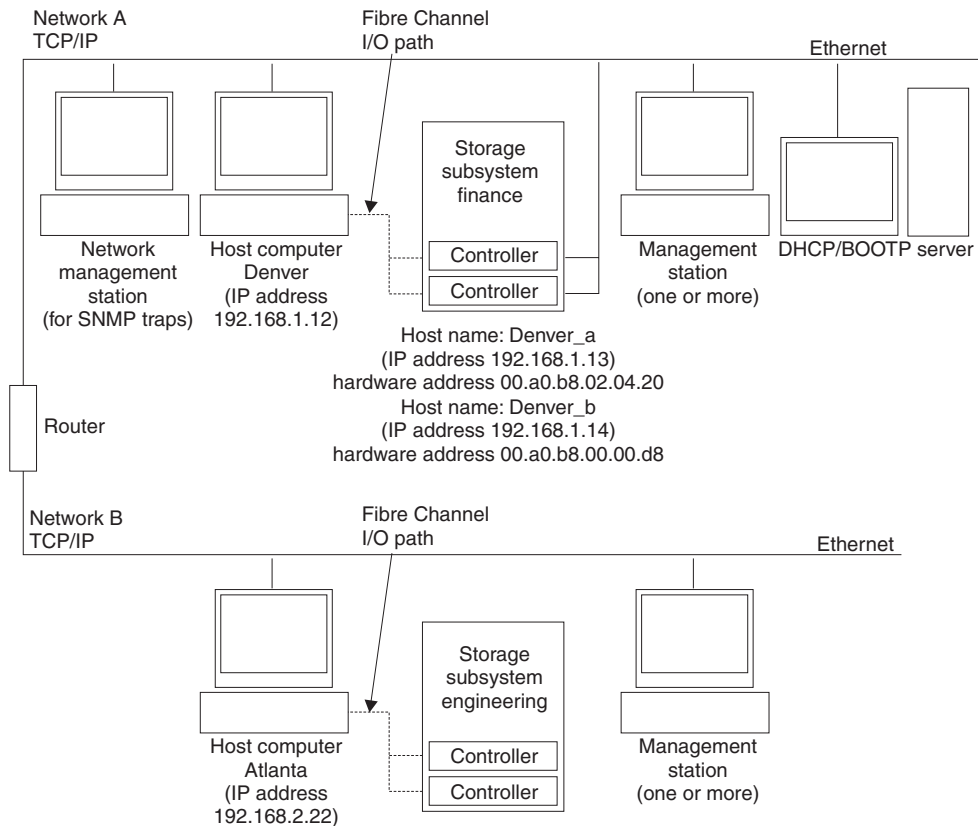 Network A
TCP/IP
Fibre Channel
I/O path
Ethernet
Storage
subsystem
finance
Controller
Controller
Network
management
station
(for SNMP traps)
Host computer
Denver
(IP address
192.168.1.12)
Management
station
(one or more)
DHCP/BOOTP server
Host name: Denver_a
(IP address 192.168.1.13)
hardware address 00.a0.b8.02.04.20
Host name: Denver_b
(IP address 192.168.1.14)
hardware address 00.a0.b8.00.00.d8
Router
Network B
TCP/IP
Fibre Channel
I/O path
Ethernet
Storage
subsystem
engineering
Controller
Controller
Host computer
Atlanta
(IP address
192.168.2.22)
Management
station
(one or more)